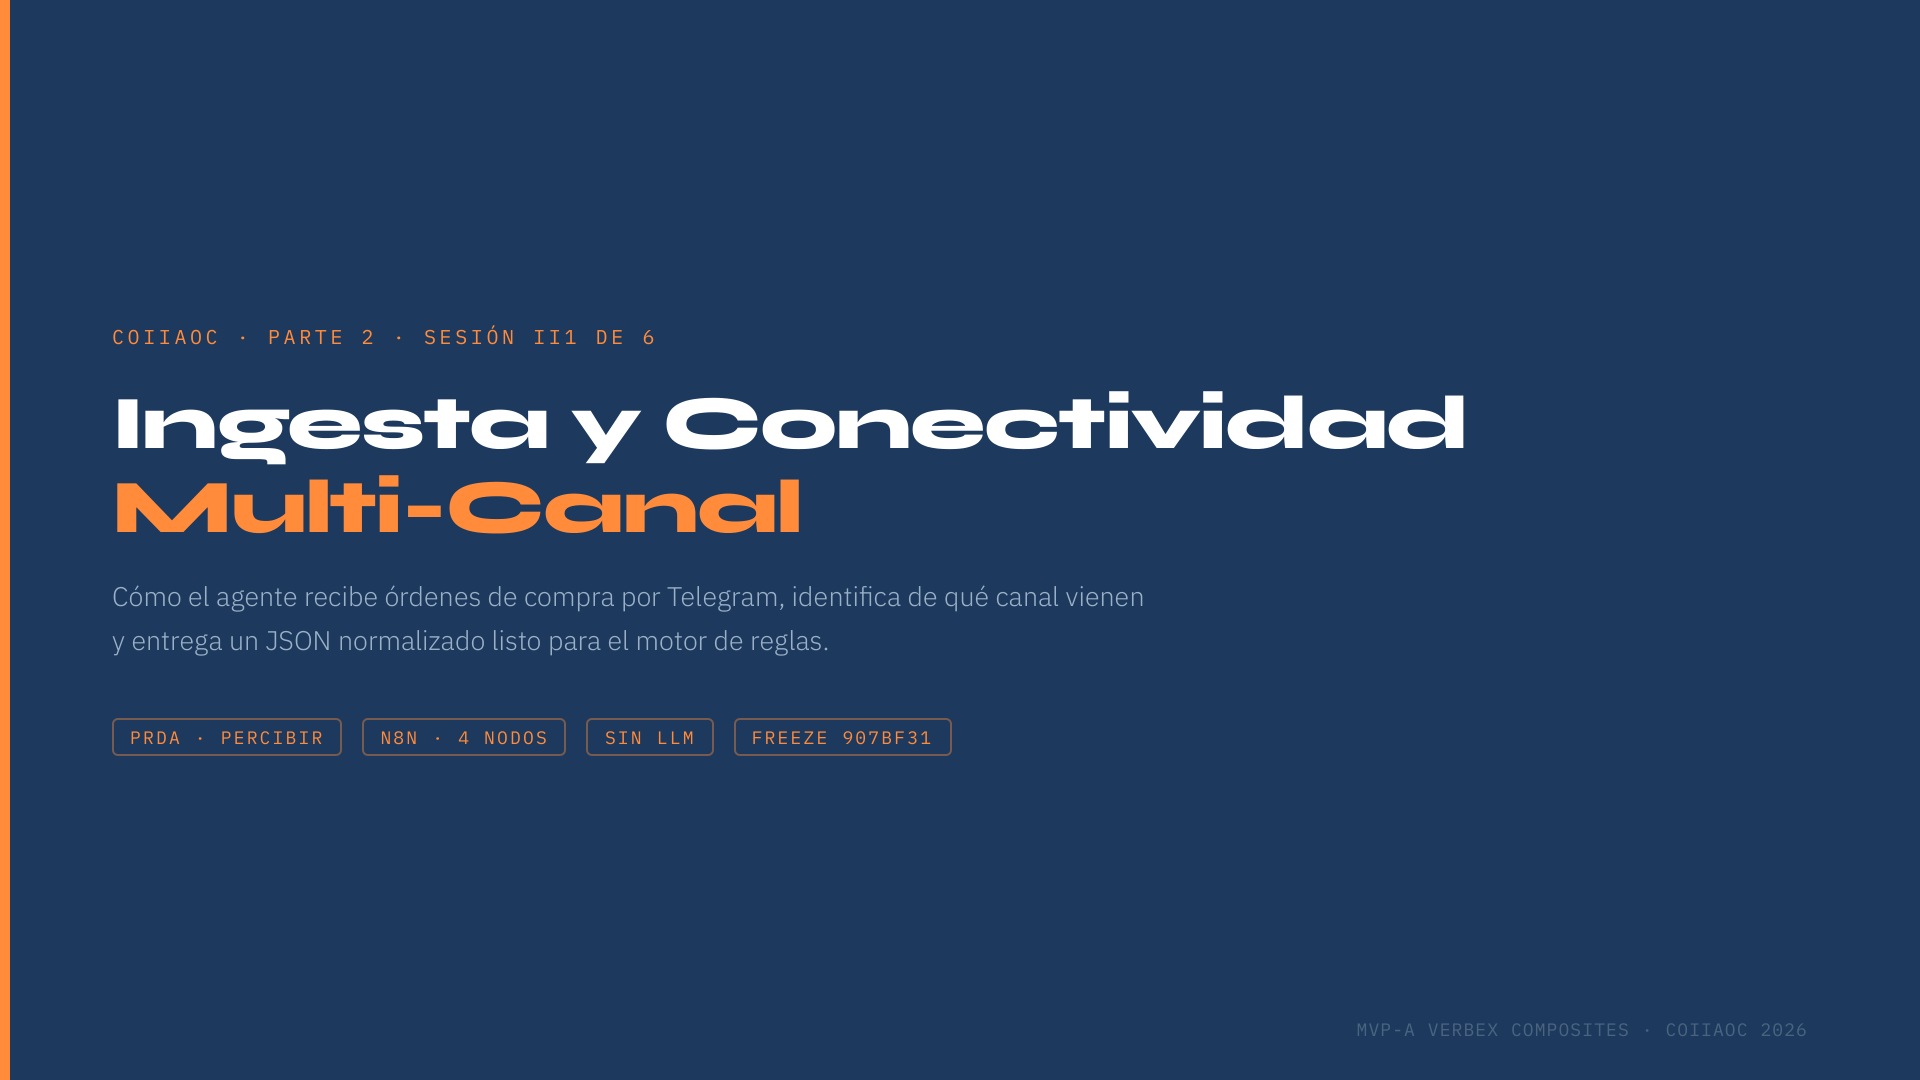 COIIAOC · PARTE 2 · SESIÓN II1 DE 6
Ingesta y Conectividad
Multi-Canal
Cómo el agente recibe órdenes de compra por Telegram, identifica de qué canal vienen
y entrega un JSON normalizado listo para el motor de reglas.
PRDA · PERCIBIR
N8N · 4 NODOS
SIN LLM
FREEZE 907BF31
MVP-A VERBEX COMPOSITES · COIIAOC 2026